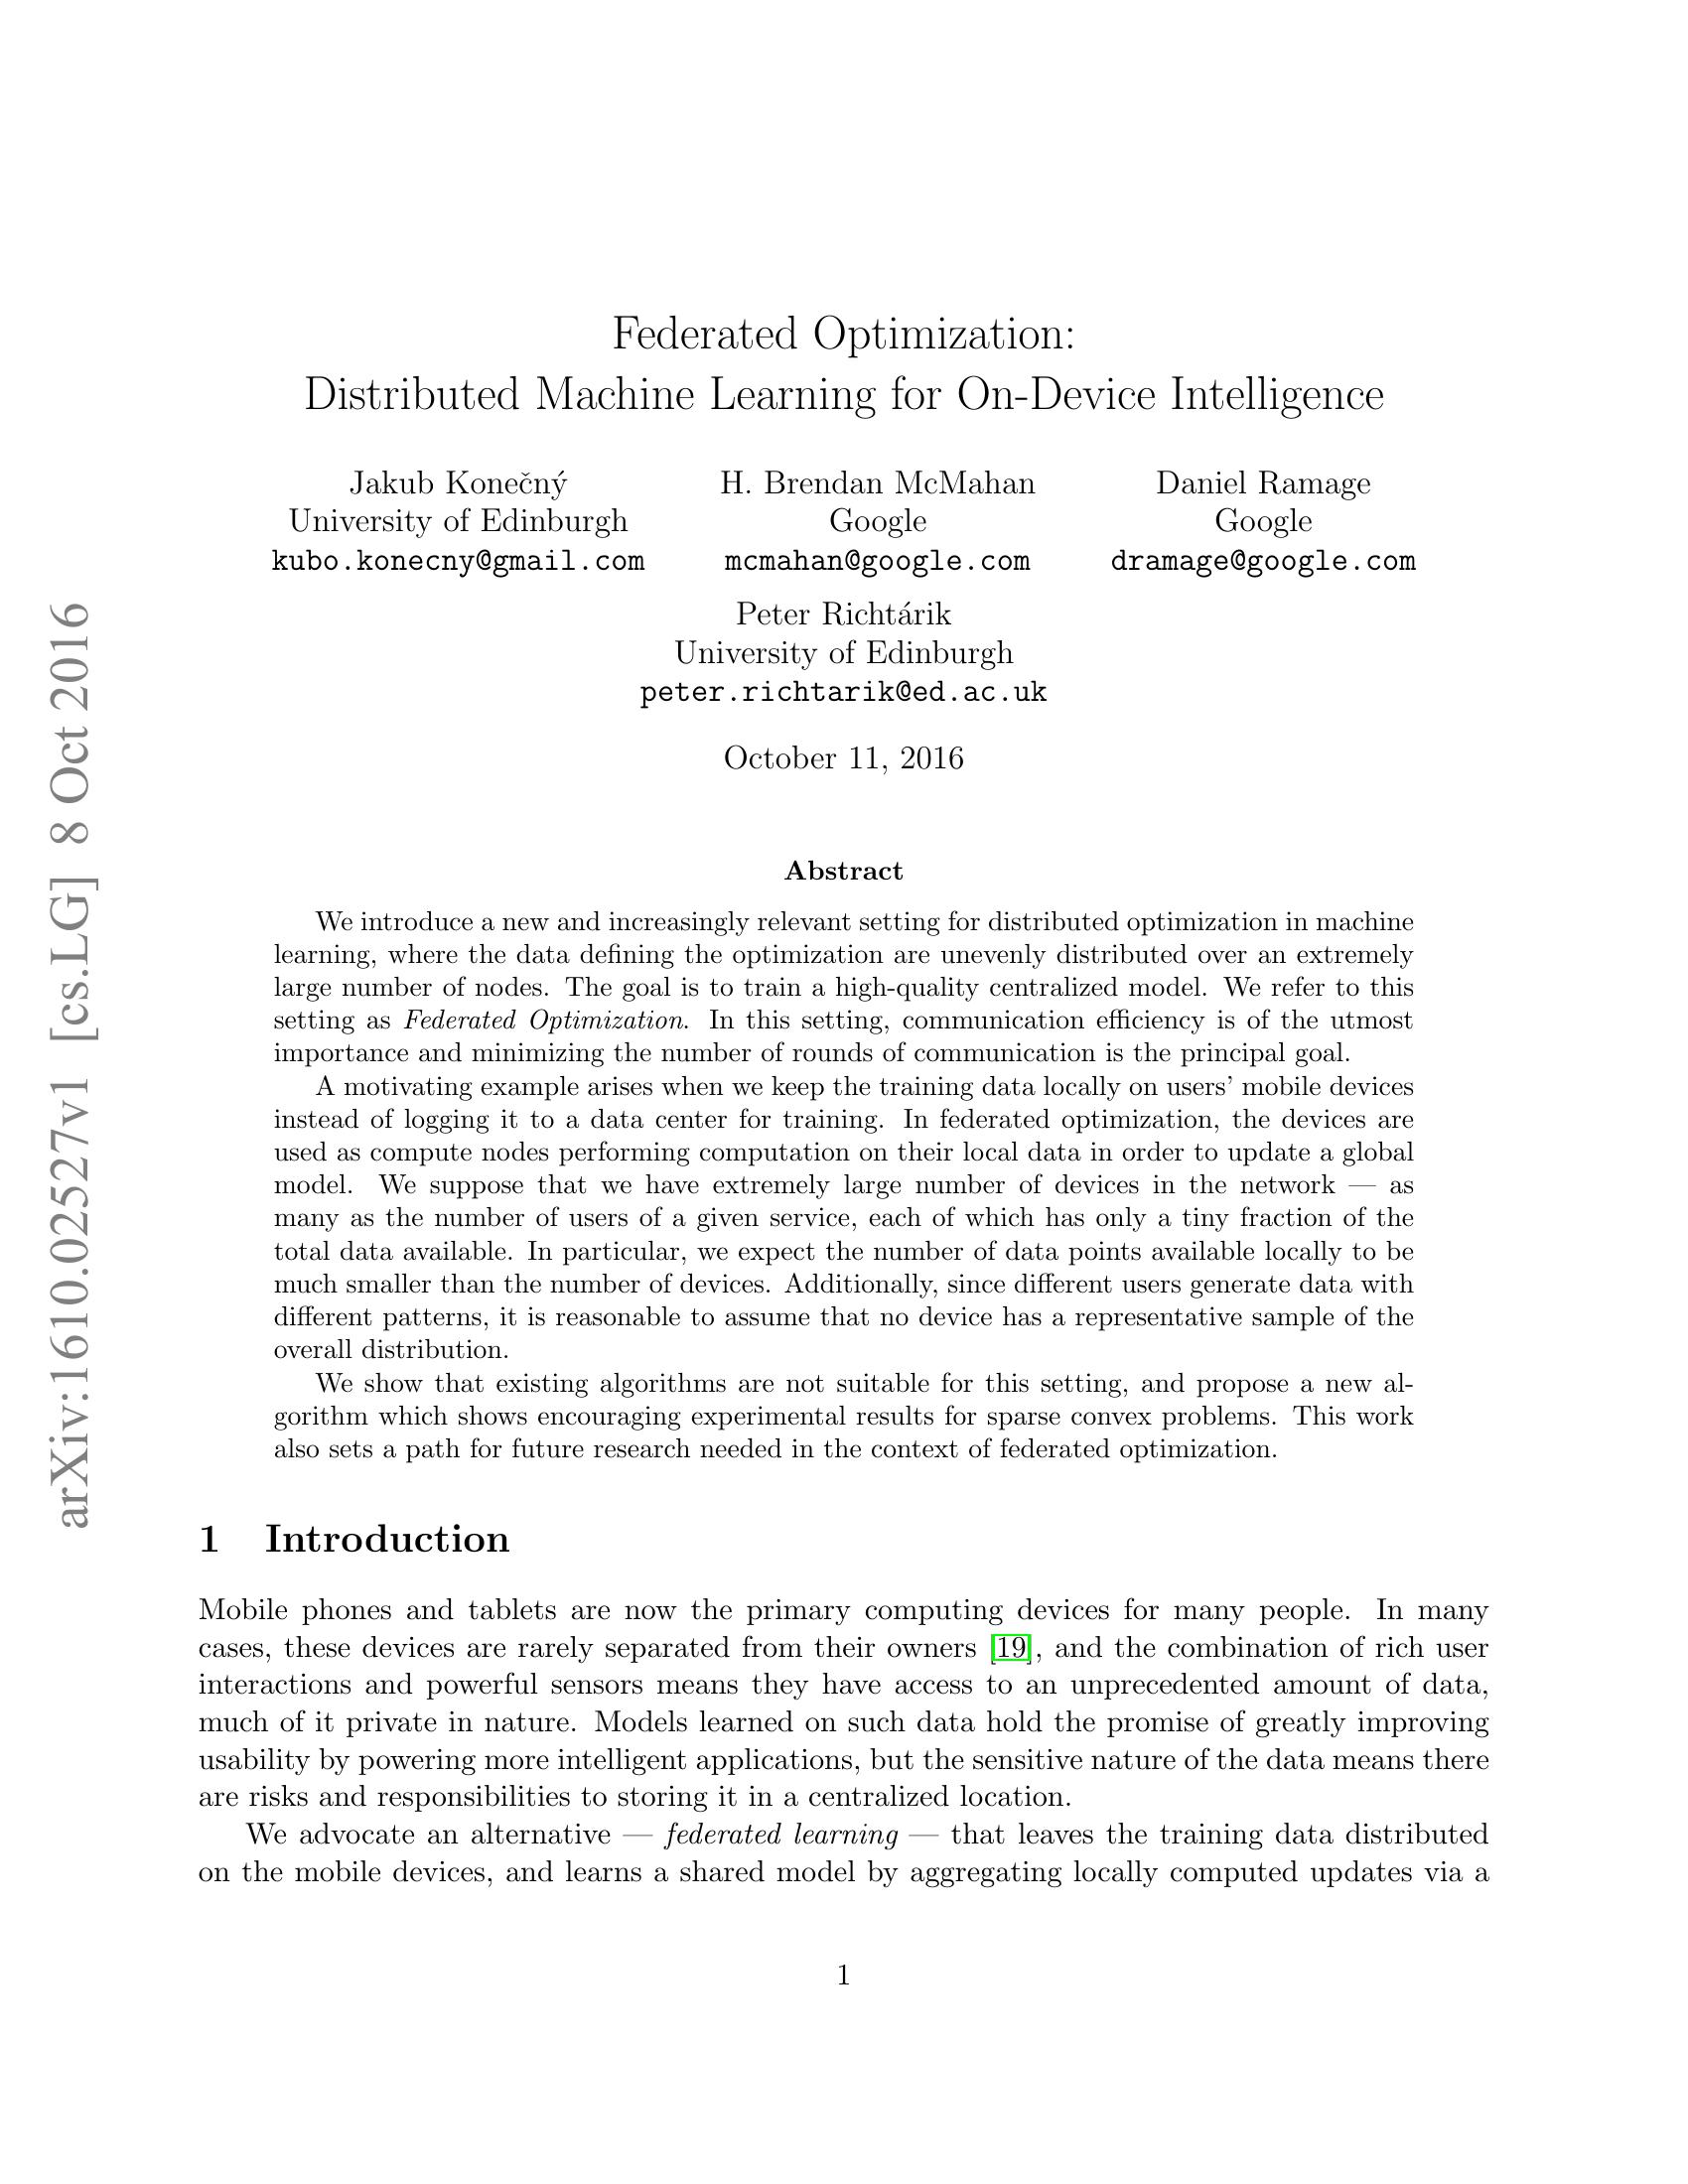 Federated Optimization:
Distributed Machine Learning for On-Device Intelligence
Jakub Konečný
University of Edinburgh
kubo.konecny@gmail.com
H. Brendan McMahan
Google
mcmahan@google.com
Daniel Ramage
Google
dramage@google.com
Peter Richtárik
University of Edinburgh
peter.richtarik@ed.ac.uk
October 11, 2016
arXiv:1610.02527v1 [cs.LG] 8 Oct 2016
Abstract
We introduce a new and increasingly relevant setting for distributed optimization in machine
learning, where the data defining the optimization are unevenly distributed over an extremely
large number of nodes. The goal is to train a high-quality centralized model. We refer to this
setting as Federated Optimization. In this setting, communication efficiency is of the utmost
importance and minimizing the number of rounds of communication is the principal goal.
A motivating example arises when we keep the training data locally on users' mobile devices
instead of logging it to a data center for training. In federated optimization, the devices are
used as compute nodes performing computation on their local data in order to update a global
model. We suppose that we have extremely large number of devices in the network — as
many as the number of users of a given service, each of which has only a tiny fraction of the
total data available. In particular, we expect the number of data points available locally to be
much smaller than the number of devices. Additionally, since different users generate data with
different patterns, it is reasonable to assume that no device has a representative sample of the
overall distribution.
We show that existing algorithms are not suitable for this setting, and propose a new al-
gorithm which shows encouraging experimental results for sparse convex problems. This work
also sets a path for future research needed in the context of federated optimization.
1 Introduction
Mobile phones and tablets are now the primary computing devices for many people. In many
cases, these devices are rarely separated from their owners [19], and the combination of rich user
interactions and powerful sensors means they have access to an unprecedented amount of data,
much of it private in nature. Models learned on such data hold the promise of greatly improving
usability by powering more intelligent applications, but the sensitive nature of the data means there
are risks and responsibilities to storing it in a centralized location.
We advocate an alternative — federated learning — that leaves the training data distributed
on the mobile devices, and learns a shared model by aggregating locally computed updates via a
1